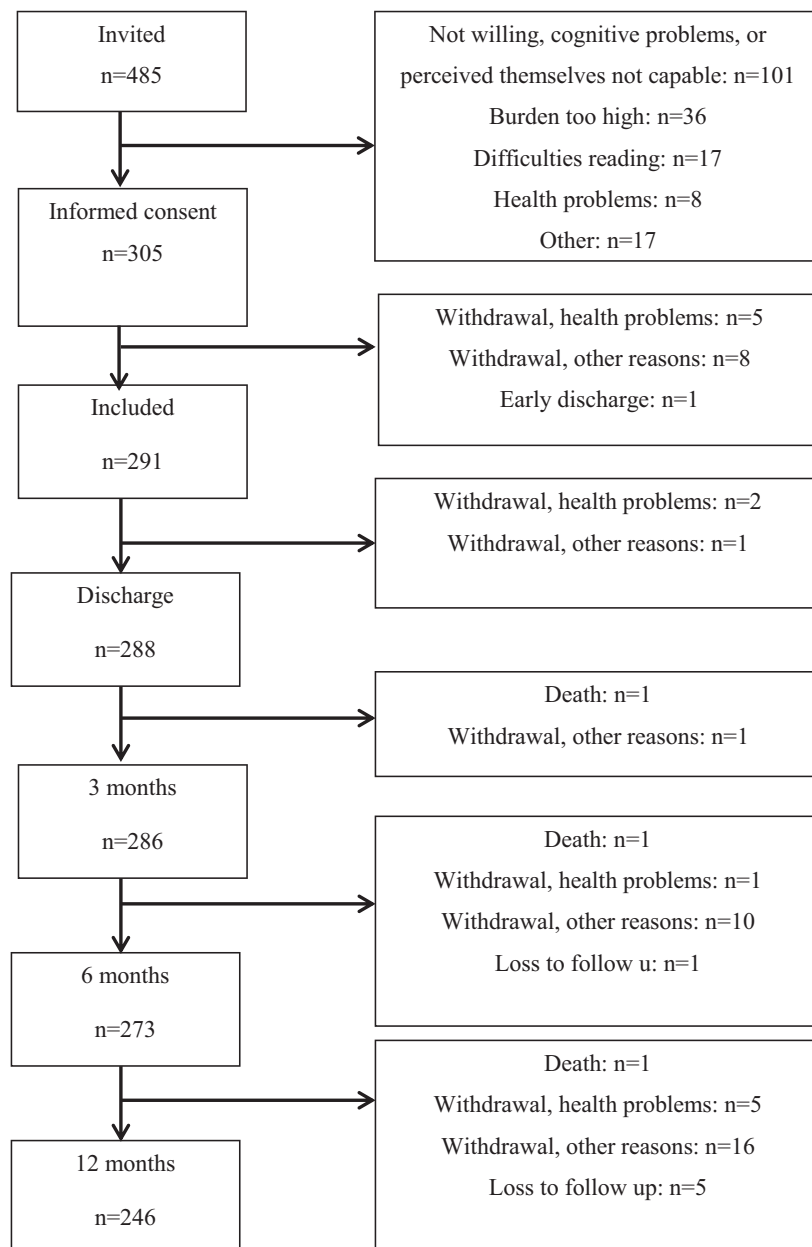 Invited
n=485
Not willing, cognitive problems, or
perceived themselves not capable: n=101
Burden too high: n=36
Difficulties reading: n=17
Health problems: n=8
Other: n=17
Informed consent
n=305
Withdrawal, health problems: n=5
Withdrawal, other reasons: n=8
Early discharge: n=1
Included
n=291
Withdrawal, health problems: n=2
Withdrawal, other reasons: n=1
Discharge
n=288
Death: n=1
Withdrawal, other reasons: n=1
3 months
n=286
Death: n=1
Withdrawal, health problems: n=1
Withdrawal, other reasons: n=10
Loss to follow u: n=1
6 months
n=273
Death: n=1
Withdrawal, health problems: n=5
Withdrawal, other reasons: n=16
Loss to follow up: n=5
12 months
n=246